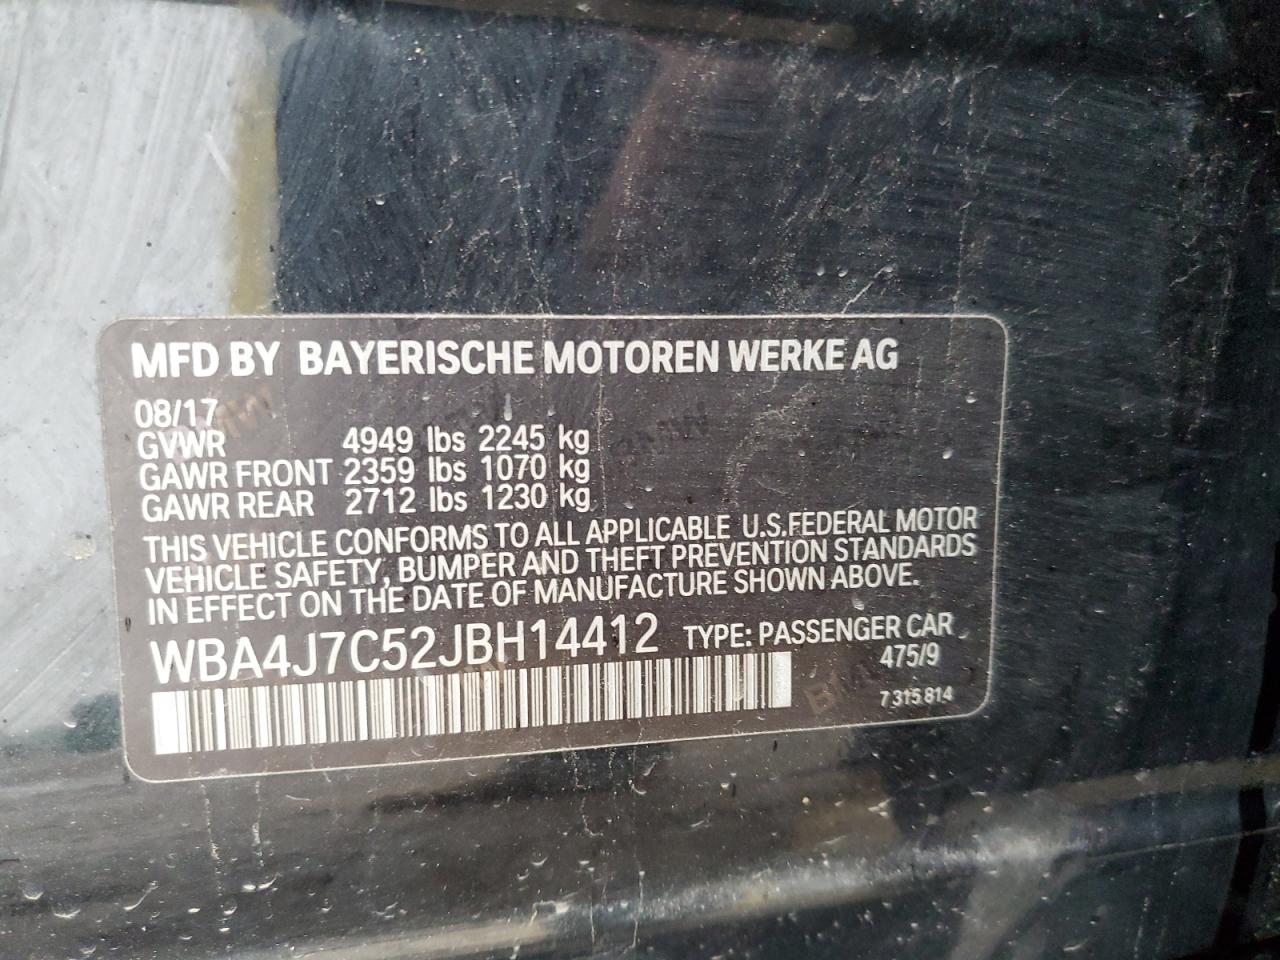 MFD BY BAYERISCHE MOTOREN WERKE AG
08/17
GVWR 4949 lbs 2245 kg
GAWR FRONT 2359 lbs 1070 kg
GAWR REAR 2712 lbs 1230 kg
THIS VEHICLE CONFORMS TO ALL APPLICABLE U.S.FEDERAL MOTOR
VEHICLE SAFETY, BUMPER AND THEFT PREVENTION STANDARDS
IN EFFECT ON THE DATE OF MANUFACTURE SHOWN ABOVE.
WBA4J7C52JBH14412 TYPE: PASSENGER CAR
475/9
7 315 814